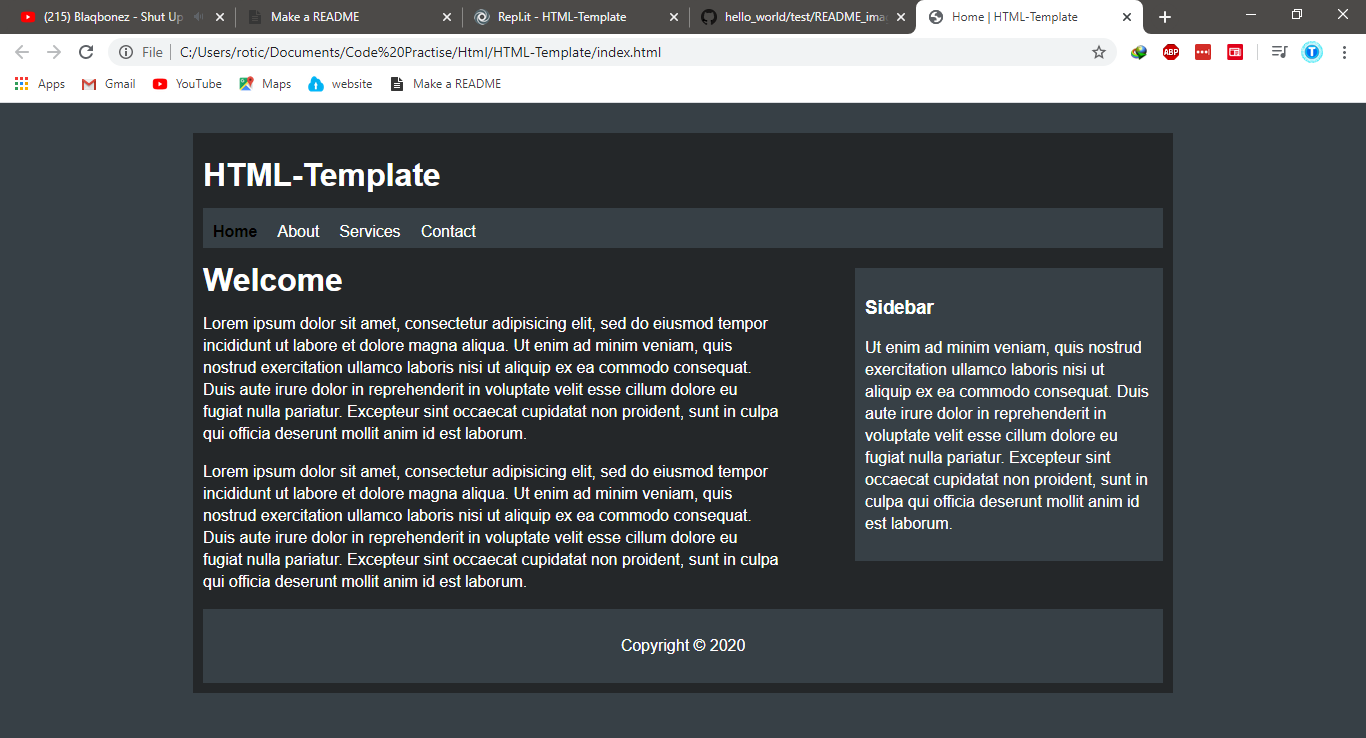 (215) Blaqbonez - Shut Up
Make a README
Repl.it - HTML-Template
hello_world/test/README_ima
Home | HTML-Template
File
C:/Users/rotic/Documents/Code%20Practise/Html/HTML-Template/index.html
ABP
T
Apps
Gmail
YouTube
Maps
website
Make a README
HTML-Template
Home About Services Contact
Welcome
Lorem ipsum dolor sit amet, consectetur adipisicing elit, sed do eiusmod tempor
incididunt ut labore et dolore magna aliqua. Ut enim ad minim veniam, quis
nostrud exercitation ullamco laboris nisi ut aliquip ex ea commodo consequat.
Duis aute irure dolor in reprehenderit in voluptate velit esse cillum dolore eu
fugiat nulla pariatur. Excepteur sint occaecat cupidatat non proident, sunt in culpa
qui officia deserunt mollit anim id est laborum.
Lorem ipsum dolor sit amet, consectetur adipisicing elit, sed do eiusmod tempor
incididunt ut labore et dolore magna aliqua. Ut enim ad minim veniam, quis
nostrud exercitation ullamco laboris nisi ut aliquip ex ea commodo consequat.
Duis aute irure dolor in reprehenderit in voluptate velit esse cillum dolore eu
fugiat nulla pariatur. Excepteur sint occaecat cupidatat non proident, sunt in culpa
qui officia deserunt mollit anim id est laborum.
Sidebar
Ut enim ad minim veniam, quis nostrud
exercitation ullamco laboris nisi ut
aliquip ex ea commodo consequat. Duis
aute irure dolor in reprehenderit in
voluptate velit esse cillum dolore eu
fugiat nulla pariatur. Excepteur sint
occaecat cupidatat non proident, sunt in
culpa qui officia deserunt mollit anim id
est laborum.
Copyright © 2020